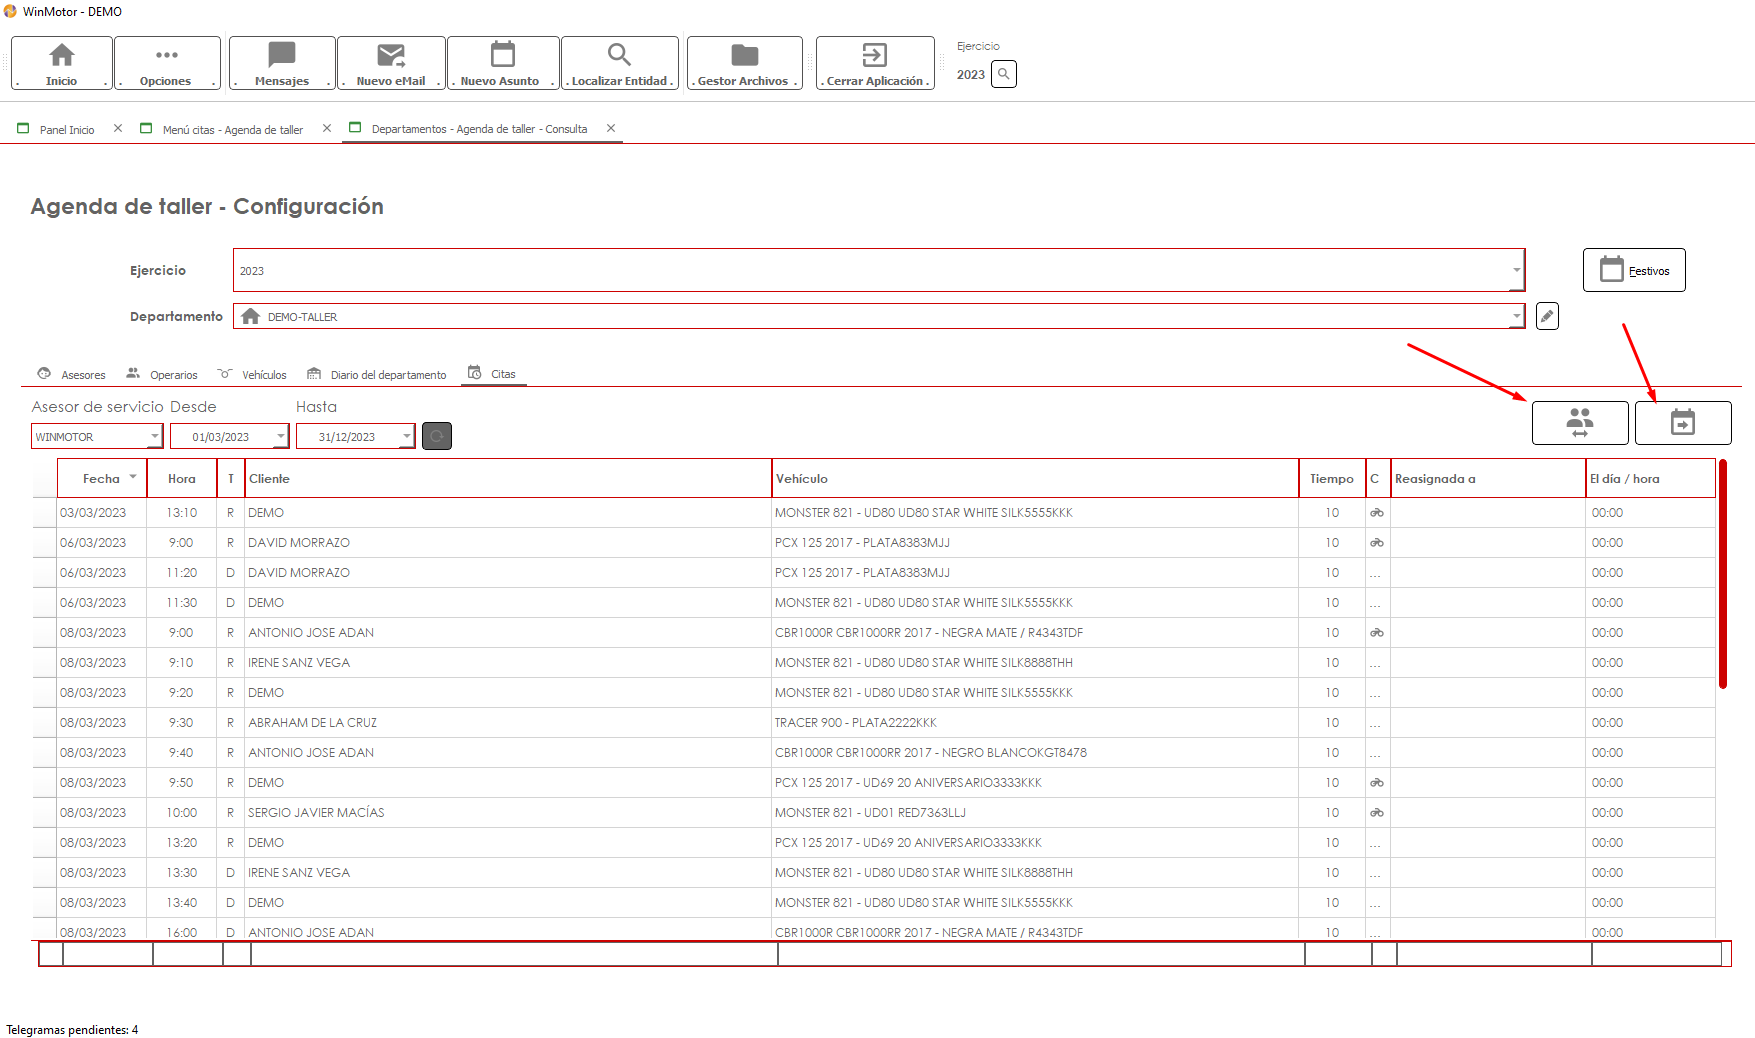 WinMotor - DEMO
Inicio
Opciones
Mensajes
Nuevo eMail
Nuevo Asunto
Localizar Entidad
Gestor Archivos
Cerrar Aplicación
Ejercicio
2023
Panel Inicio
Menú citas - Agenda de taller
Departamentos - Agenda de taller - Consulta
Agenda de taller - Configuración
Ejercicio 2023
Festivos
Departamento DEMO-TALLER
Asesores Operarios Vehículos Diario del departamento Citas
Asesor de servicio Desde Hasta
WINMOTOR 01/03/2023 31/12/2023
Fecha Hora T Cliente Vehículo Tiempo C Reasignada a El día / hora
03/03/2023 13:10 R DEMO MONSTER 821 - UD80 UD80 STAR WHITE SILK5555KKK 10 00:00
06/03/2023 9:00 R DAVID MORRAZO PCX 125 2017 - PLATA8383MJJ 10 00:00
06/03/2023 11:20 D DAVID MORRAZO PCX 125 2017 - PLATA8383MJJ 10 ... 00:00
06/03/2023 11:30 D DEMO MONSTER 821 - UD80 UD80 STAR WHITE SILK5555KKK 10 ... 00:00
08/03/2023 9:00 R ANTONIO JOSE ADAN CBR1000R CBR1000RR 2017 - NEGRA MATE / R4343TDF 10 00:00
08/03/2023 9:10 R IRENE SANZ VEGA MONSTER 821 - UD80 UD80 STAR WHITE SILK8888THH 10 ... 00:00
08/03/2023 9:20 R DEMO MONSTER 821 - UD80 UD80 STAR WHITE SILK5555KKK 10 ... 00:00
08/03/2023 9:30 R ABRAHAM DE LA CRUZ TRACER 900 - PLATA2222KKK 10 ... 00:00
08/03/2023 9:40 R ANTONIO JOSE ADAN CBR1000R CBR1000RR 2017 - NEGRO BLANCOKGT8478 10 ... 00:00
08/03/2023 9:50 R DEMO PCX 125 2017 - UD69 20 ANIVERSARIO3333KKK 10 00:00
08/03/2023 10:00 R SERGIO JAVIER MACÍAS MONSTER 821 - UD01 RED7363LLJ 10 00:00
08/03/2023 13:20 R DEMO PCX 125 2017 - UD69 20 ANIVERSARIO3333KKK 10 ... 00:00
08/03/2023 13:30 D IRENE SANZ VEGA MONSTER 821 - UD80 UD80 STAR WHITE SILK8888THH 10 ... 00:00
08/03/2023 13:40 D DEMO MONSTER 821 - UD80 UD80 STAR WHITE SILK5555KKK 10 ... 00:00
08/03/2023 16:00 D ANTONIO JOSE ADAN CBR1000R CBR1000RR 2017 - NEGRA MATE / R4343TDF 10 ... 00:00
Telegramas pendientes: 4